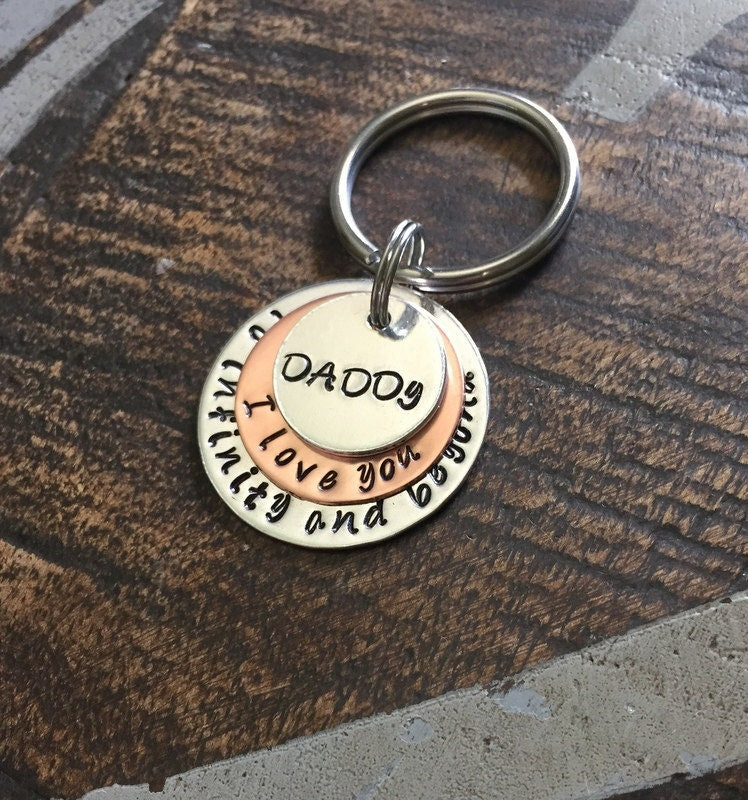 DADDy
I love you
to infinity and beyond